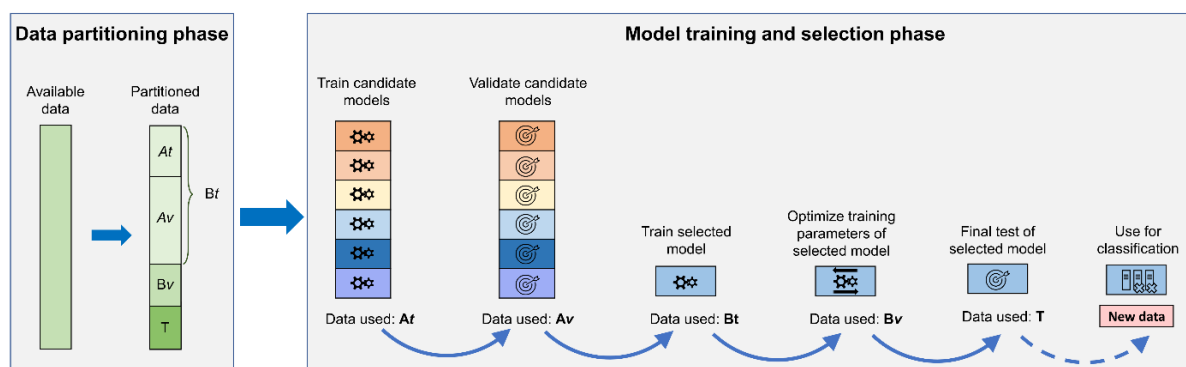 Data partitioning phase
Available
data
Partitioned
data
At
Av
Bt
Bv
T
Model training and selection phase
Train candidate
models
Validate candidate
models
Train selected
model
Optimize training
parameters of
selected model
Final test of
selected model
Use for
classification
Data used: At
Data used: Av
Data used: Bt
Data used: Bv
Data used: T
New data